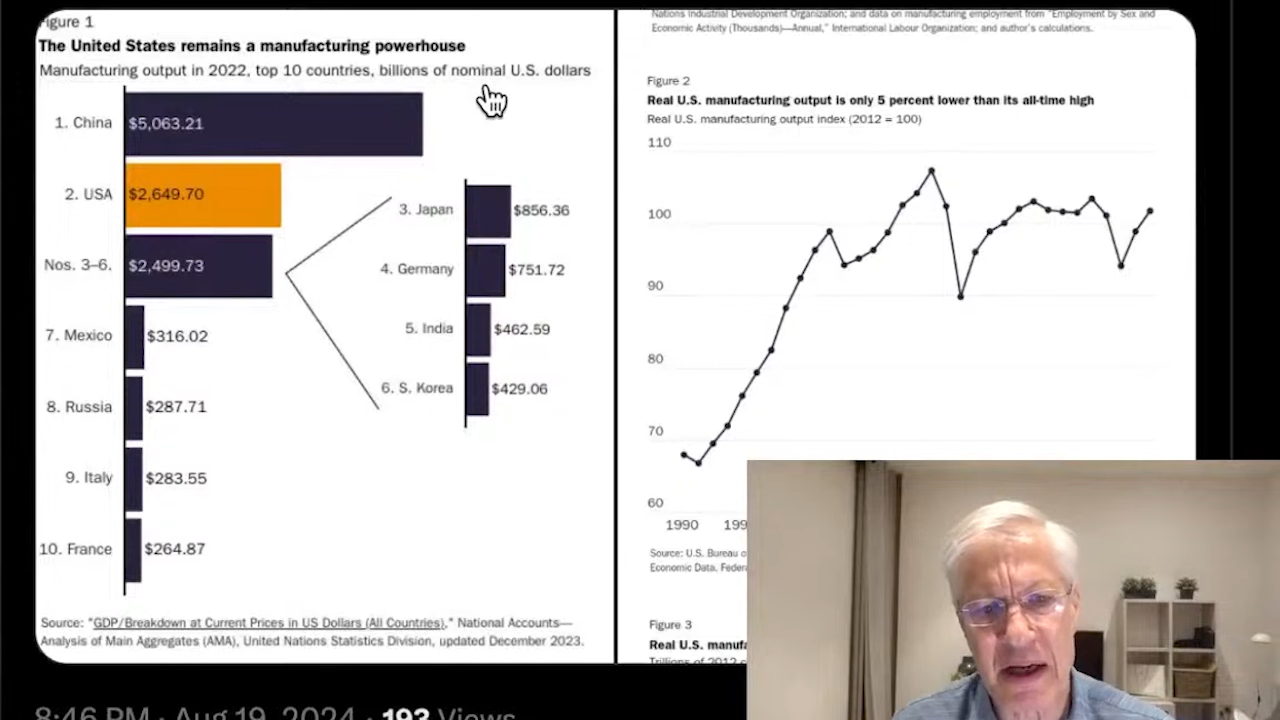 Figure 1
The United States remains a manufacturing powerhouse
Manufacturing output in 2022, top 10 countries, billions of nominal U.S. dollars
1. China $5,063.21
2. USA $2,649.70
Nos. 3–6. $2,499.73
7. Mexico $316.02
8. Russia $287.71
9. Italy $283.55
10. France $264.87
3. Japan $856.36
4. Germany $751.72
5. India $462.59
6. S. Korea $429.06
Source: "GDP/Breakdown at Current Prices in US Dollars (All Countries)," National Accounts—
Analysis of Main Aggregates (AMA), United Nations Statistics Division, updated December 2023.
Nations Industrial Development Organization; and data on manufacturing employment from "Employment by Sex and
Economic Activity (Thousands)—Annual," International Labour Organization; and author's calculations.
Figure 2
Real U.S. manufacturing output is only 5 percent lower than its all-time high
Real U.S. manufacturing output index (2012 = 100)
110
100
90
80
70
60
1990 199
Source: U.S. Bureau o
Economic Data, Federa
Figure 3
Real U.S. manufa
Trillions of 2012
8:46 PM · Aug 19, 2024 · 193 Views